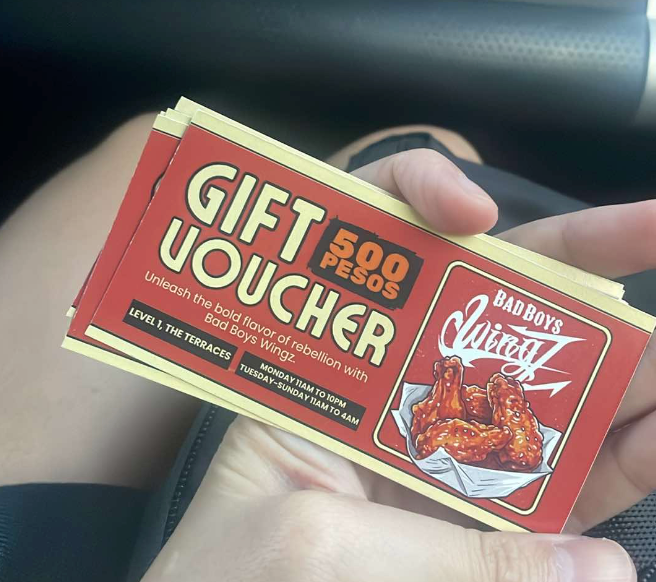 GIFT
VOUCHER
500
PESOS
Unleash the bold flavor of rebellion with
Bad Boys Wingz.
LEVEL 1, THE TERRACES
MONDAY 11AM TO 10PM
TUESDAY-SUNDAY 11AM TO 4AM
BAD BOYS
Wingz